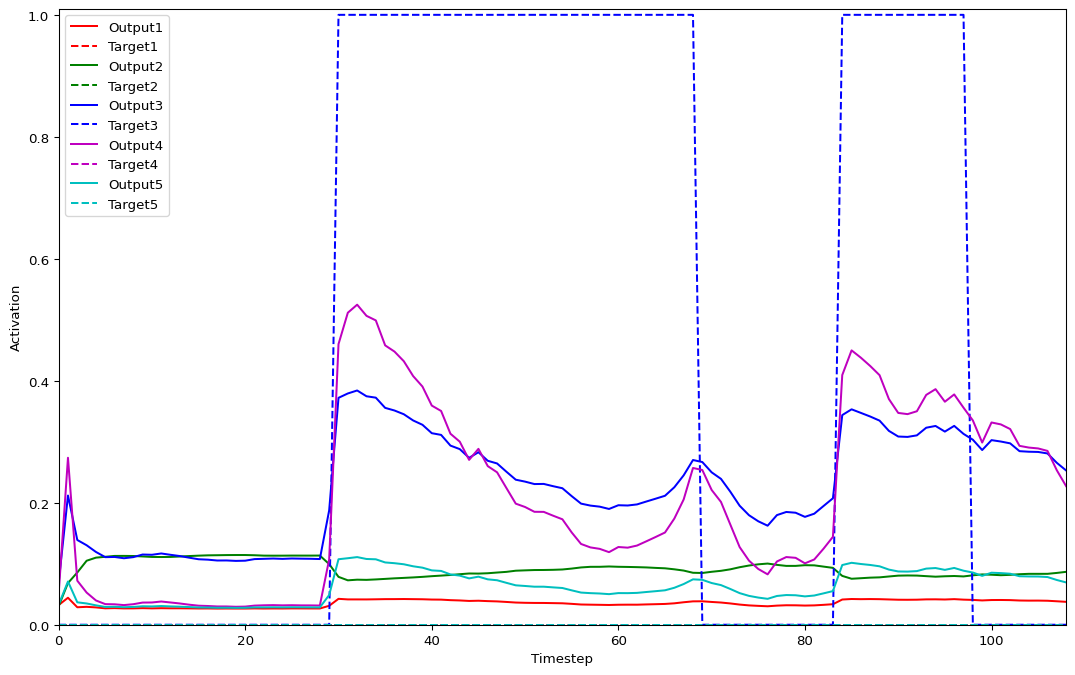 1.0
0.8
0.6
0.4
0.2
0.0
Activation
Output1
Target1
Output2
Target2
Output3
Target3
Output4
Target4
Output5
Target5
0 20 40 60 80 100
Timestep